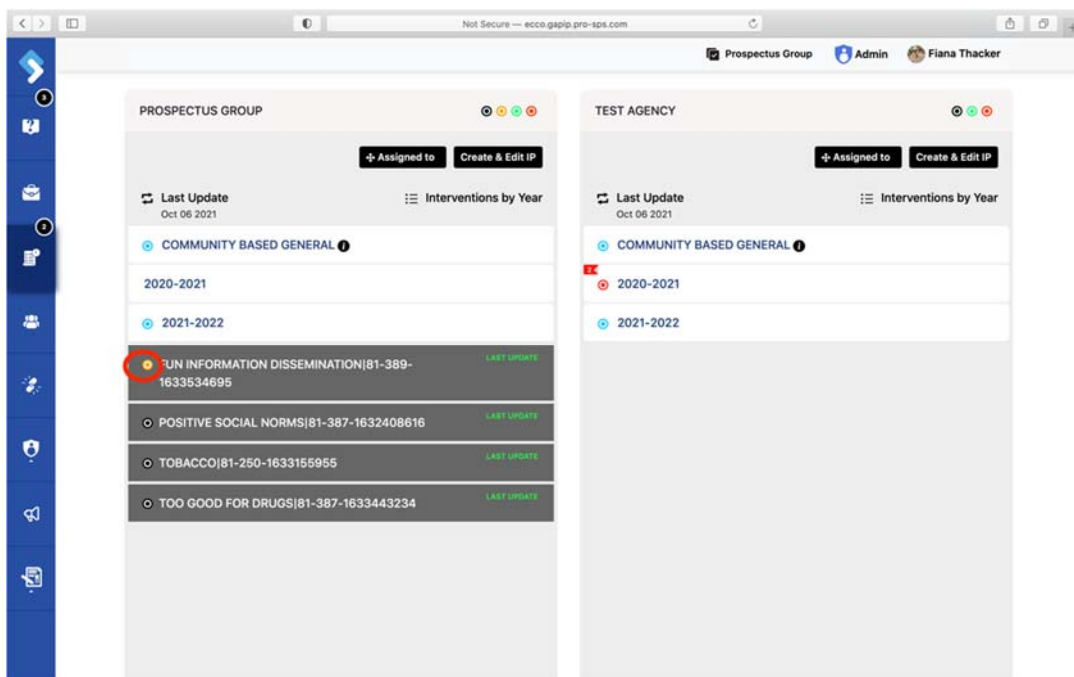 Not Secure — ecco.gapip.pro-sps.com
Prospectus Group
Admin
Fiana Thacker
3
2
PROSPECTUS GROUP
Assigned to
Create & Edit IP
Last Update
Oct 06 2021
Interventions by Year
COMMUNITY BASED GENERAL
2020-2021
2021-2022
FUN INFORMATION DISSEMINATION|81-389-
1633534695
LAST UPDATE
POSITIVE SOCIAL NORMS|81-387-1632408616
LAST UPDATE
TOBACCO|81-250-1633155955
LAST UPDATE
TOO GOOD FOR DRUGS|81-387-1633443234
LAST UPDATE
TEST AGENCY
Assigned to
Create & Edit IP
Last Update
Oct 06 2021
Interventions by Year
COMMUNITY BASED GENERAL
2
2020-2021
2021-2022